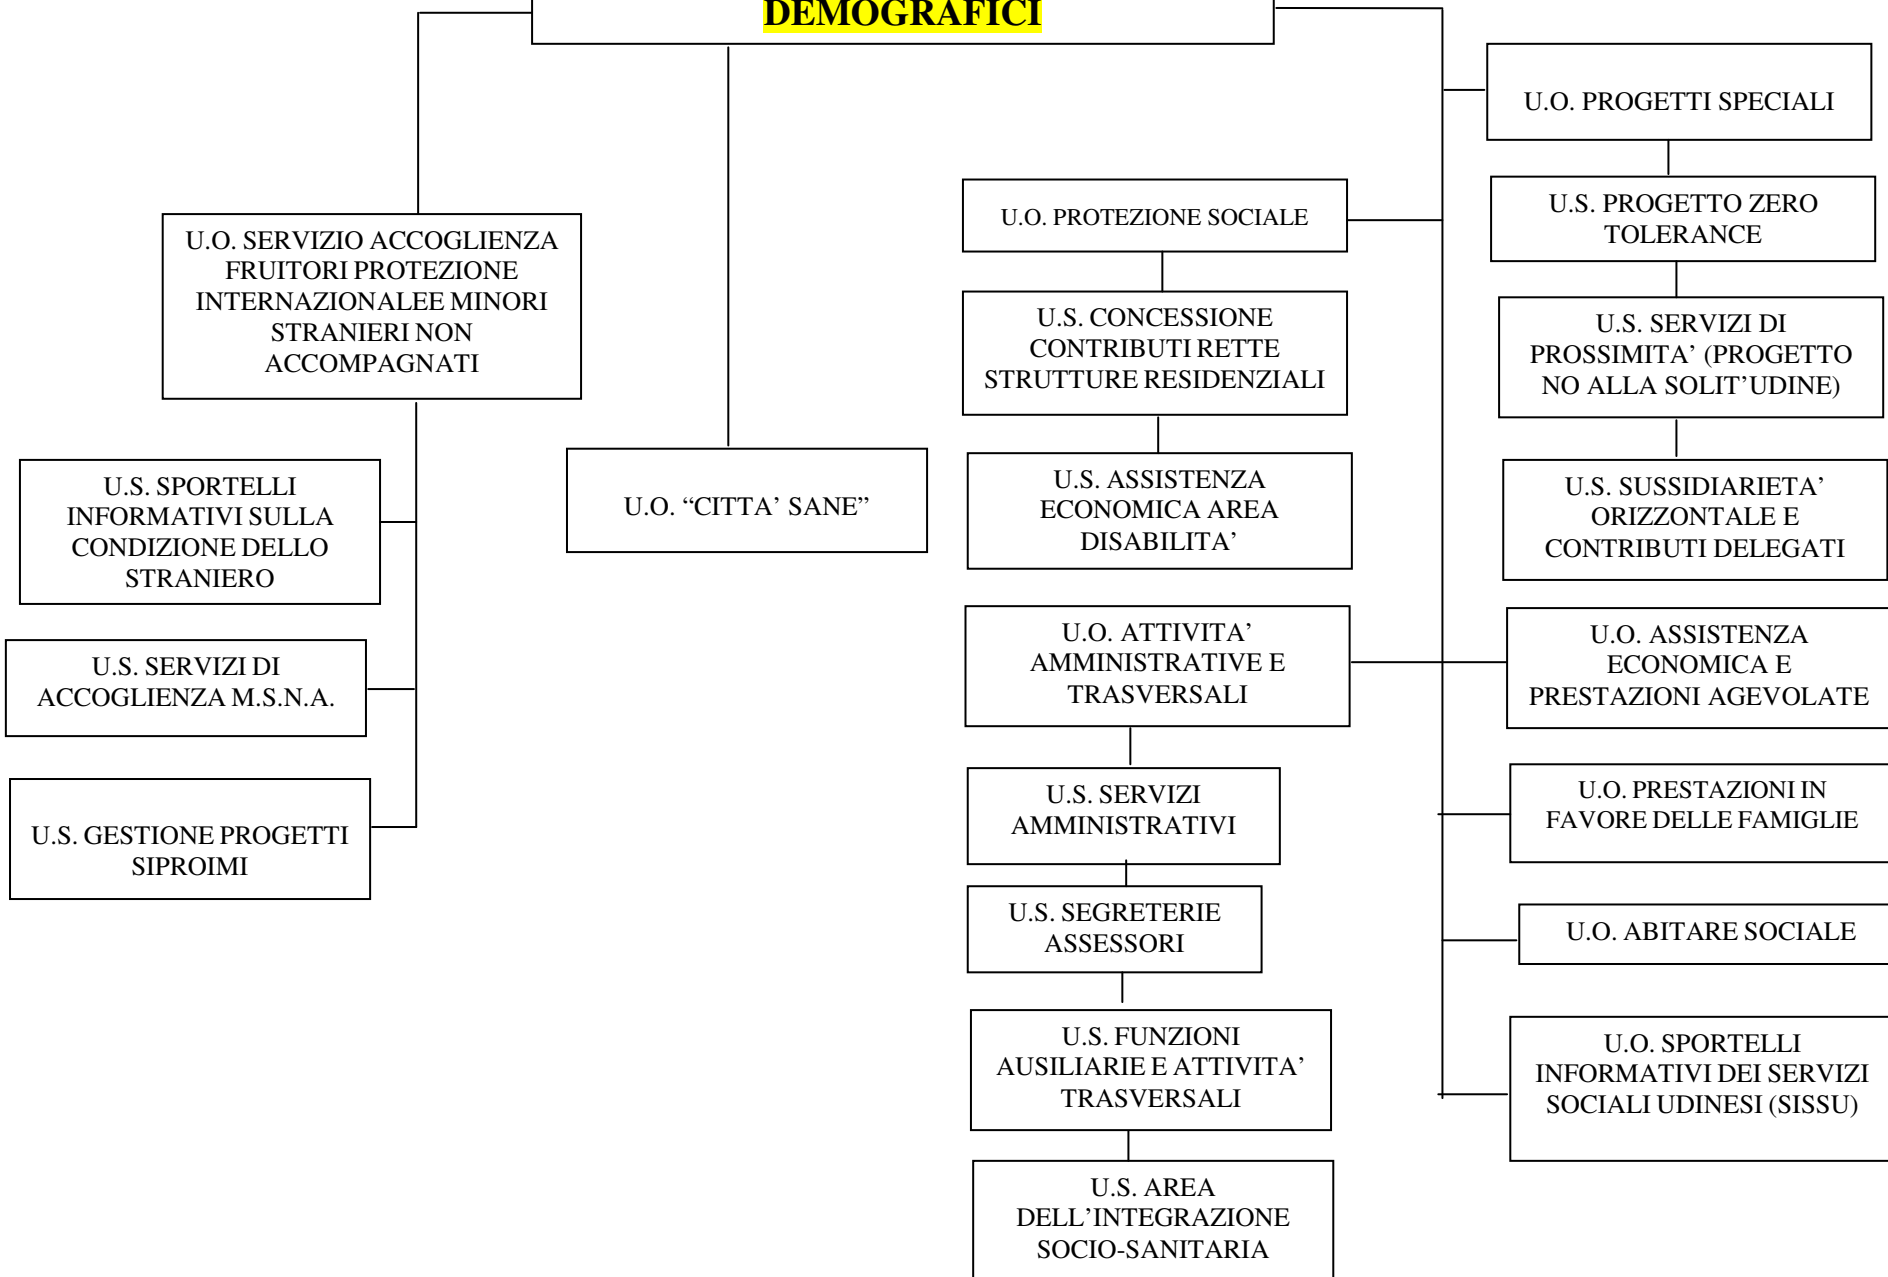 DEMOGRAFICI
U.O. SERVIZIO ACCOGLIENZA
FRUITORI PROTEZIONE
INTERNAZIONALEE MINORI
STRANIERI NON
ACCOMPAGNATI
U.S. SPORTELLI
INFORMATIVI SULLA
CONDIZIONE DELLO
STRANIERO
U.S. SERVIZI DI
ACCOGLIENZA M.S.N.A.
U.S. GESTIONE PROGETTI
SIPROIMI
U.O. “CITTA’ SANE”
U.O. PROTEZIONE SOCIALE
U.S. CONCESSIONE
CONTRIBUTI RETTE
STRUTTURE RESIDENZIALI
U.S. ASSISTENZA
ECONOMICA AREA
DISABILITA’
U.O. ATTIVITA’
AMMINISTRATIVE E
TRASVERSALI
U.S. SERVIZI
AMMINISTRATIVI
U.S. SEGRETERIE
ASSESSORI
U.S. FUNZIONI
AUSILIARIE E ATTIVITA’
TRASVERSALI
U.S. AREA
DELL’INTEGRAZIONE
SOCIO-SANITARIA
U.O. PROGETTI SPECIALI
U.S. PROGETTO ZERO
TOLERANCE
U.S. SERVIZI DI
PROSSIMITA’ (PROGETTO
NO ALLA SOLIT’UDINE)
U.S. SUSSIDIARIETA’
ORIZZONTALE E
CONTRIBUTI DELEGATI
U.O. ASSISTENZA
ECONOMICA E
PRESTAZIONI AGEVOLATE
U.O. PRESTAZIONI IN
FAVORE DELLE FAMIGLIE
U.O. ABITARE SOCIALE
U.O. SPORTELLI
INFORMATIVI DEI SERVIZI
SOCIALI UDINESI (SISSU)